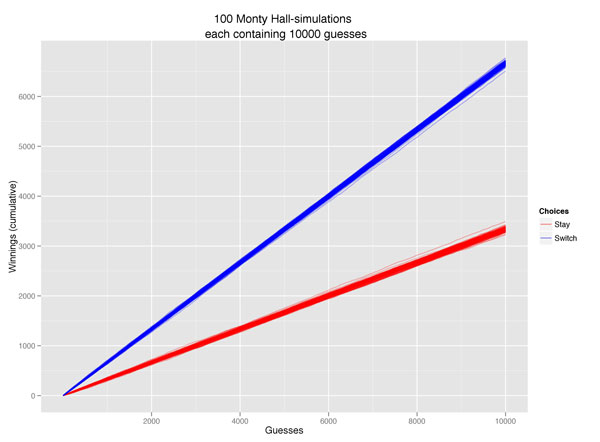 100 Monty Hall-simulations
each containing 10000 guesses
Winnings (cumulative)
6000
5000
4000
3000
2000
1000
0
2000
4000
6000
8000
10000
Guesses
Choices
Stay
Switch